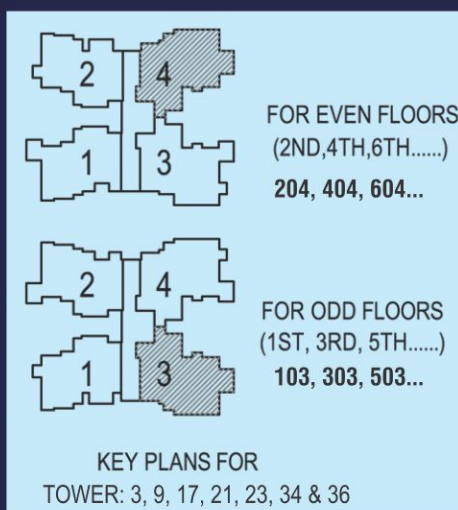 2 4
1 3
FOR EVEN FLOORS
(2ND,4TH,6TH......)
204, 404, 604...
2 4
1 3
FOR ODD FLOORS
(1ST, 3RD, 5TH......)
103, 303, 503...
KEY PLANS FOR
TOWER: 3, 9, 17, 21, 23, 34 & 36